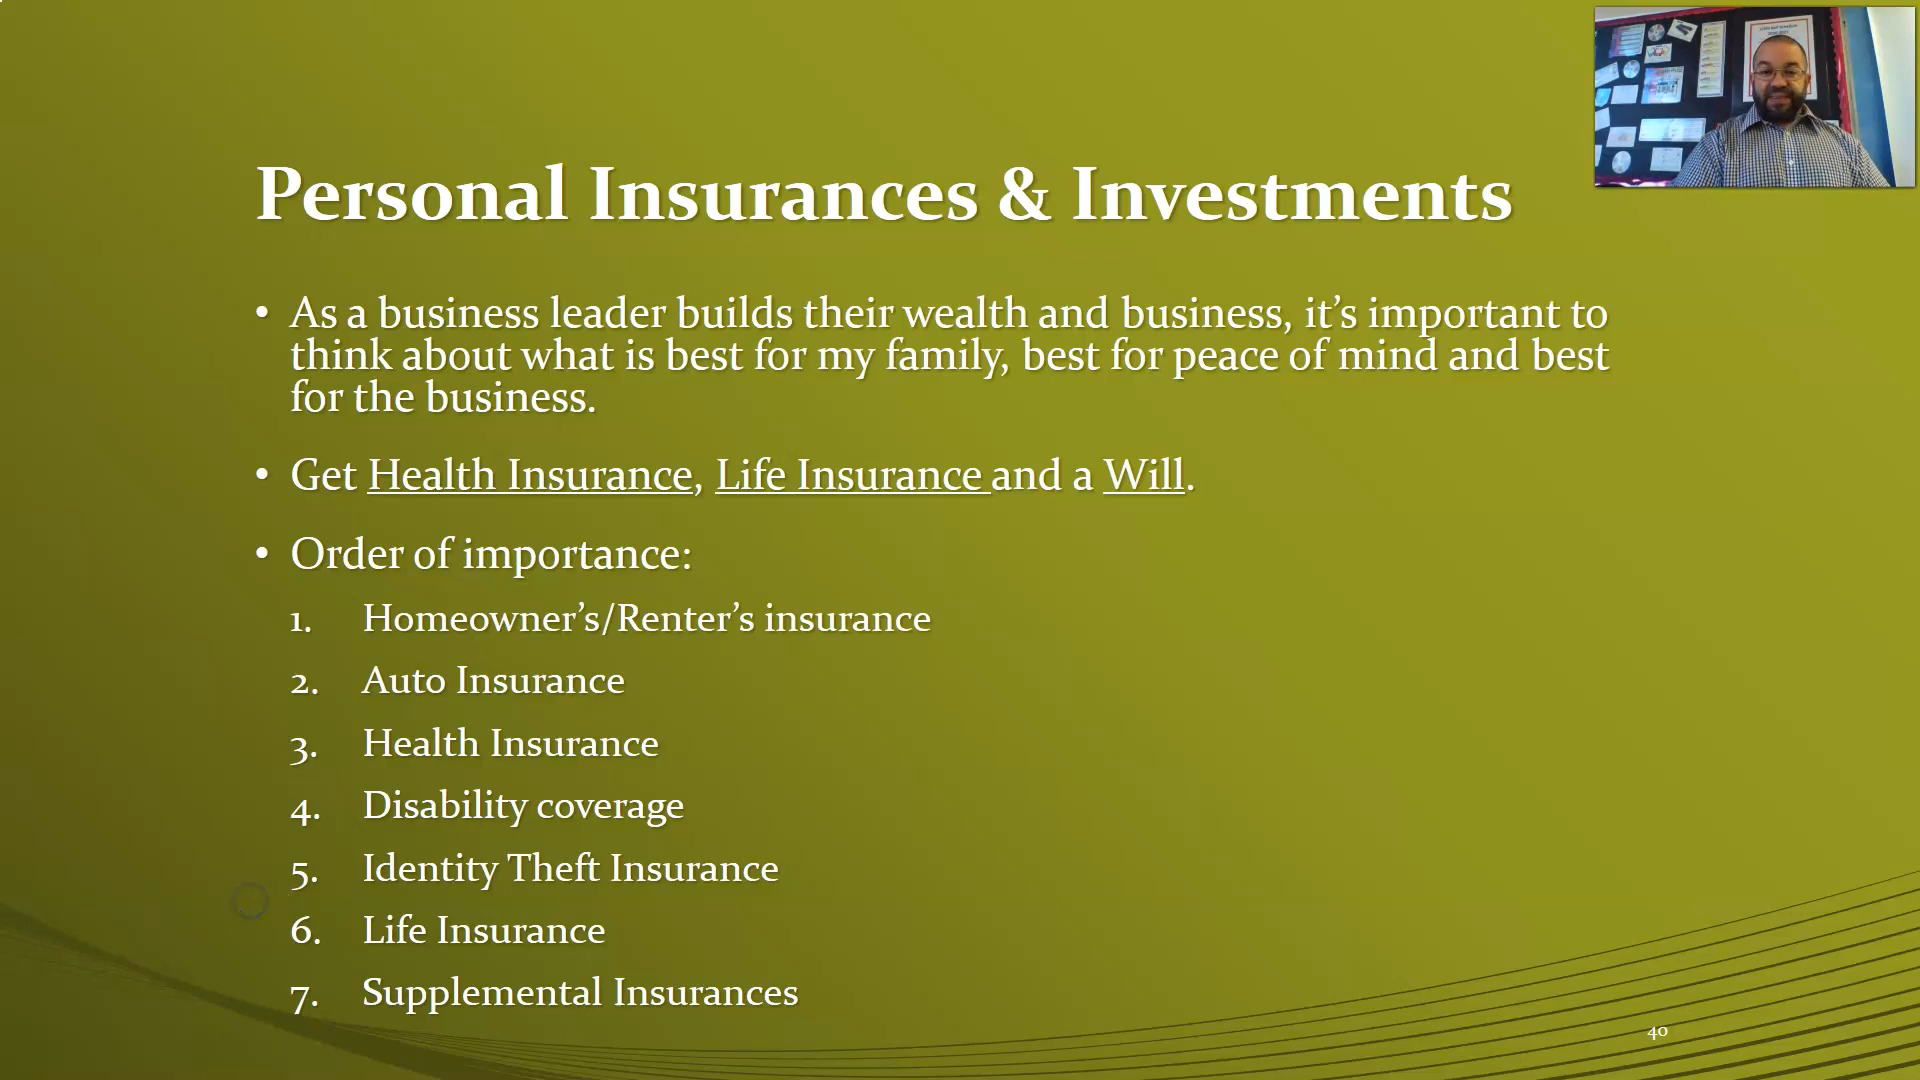 Personal Insurances & Investments
• As a business leader builds their wealth and business, it's important to
think about what is best for my family, best for peace of mind and best
for the business.
• Get Health Insurance, Life Insurance and a Will.
• Order of importance:
1. Homeowner's/Renter's insurance
2. Auto Insurance
3. Health Insurance
4. Disability coverage
5. Identity Theft Insurance
6. Life Insurance
7. Supplemental Insurances
40